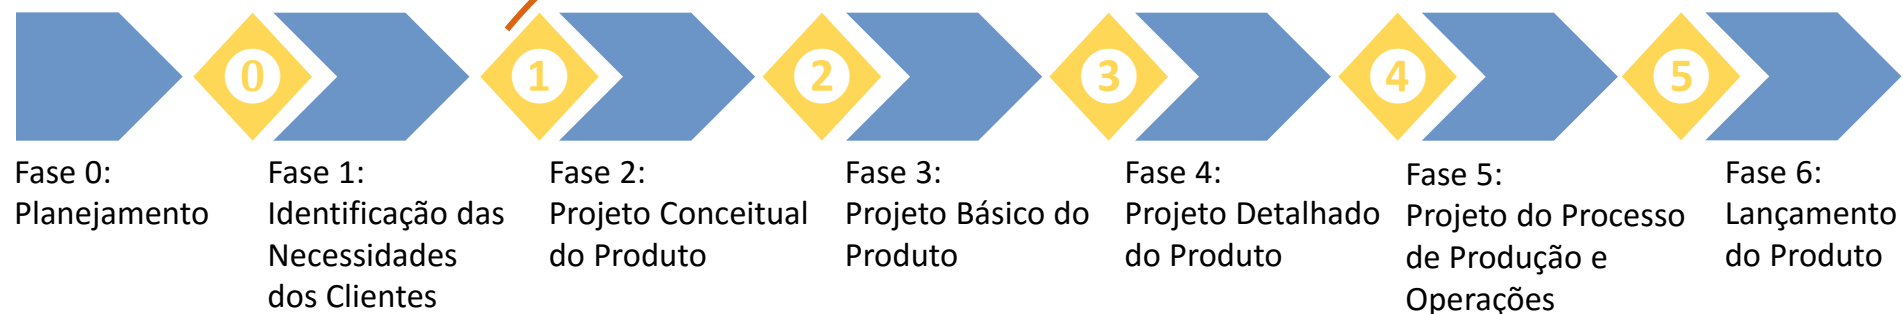 0
1
2
3
4
5
Fase 0:
Planejamento
Fase 1:
Identificação das
Necessidades
dos Clientes
Fase 2:
Projeto Conceitual
do Produto
Fase 3:
Projeto Básico do
Produto
Fase 4:
Projeto Detalhado
do Produto
Fase 5:
Projeto do Processo
de Produção e
Operações
Fase 6:
Lançamento
do Produto